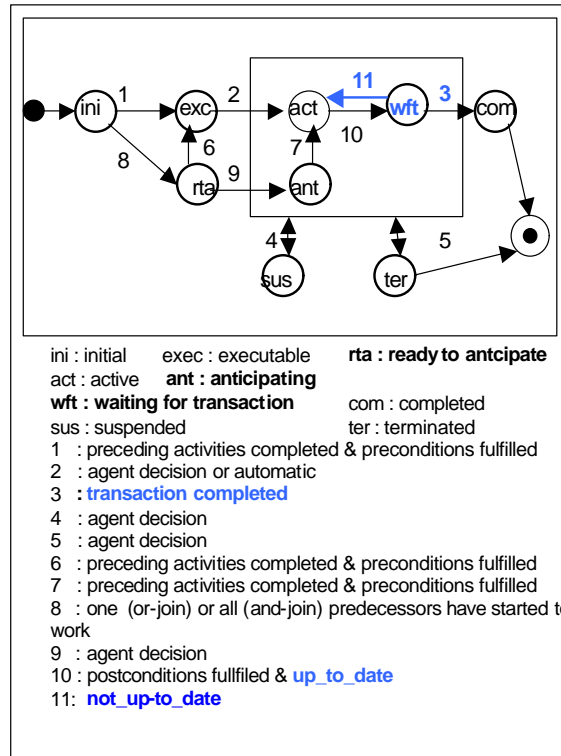 11
1
2
3
ini
exc
act
wft
com
10
8
6
7
9
rta
ant
4
5
sus
ter
ini : initial exec : executable rta : ready to antcipate
act : active ant : anticipating
wft : waiting for transaction com : completed
sus : suspended ter : terminated
1 : preceding activities completed & preconditions fulfilled
2 : agent decision or automatic
3 : transaction completed
4 : agent decision
5 : agent decision
6 : preceding activities completed & preconditions fulfilled
7 : preceding activities completed & preconditions fulfilled
8 : one (or-join) or all (and-join) predecessors have started to
work
9 : agent decision
10 : postconditions fullfiled & up_to_date
11: not_up-to_date